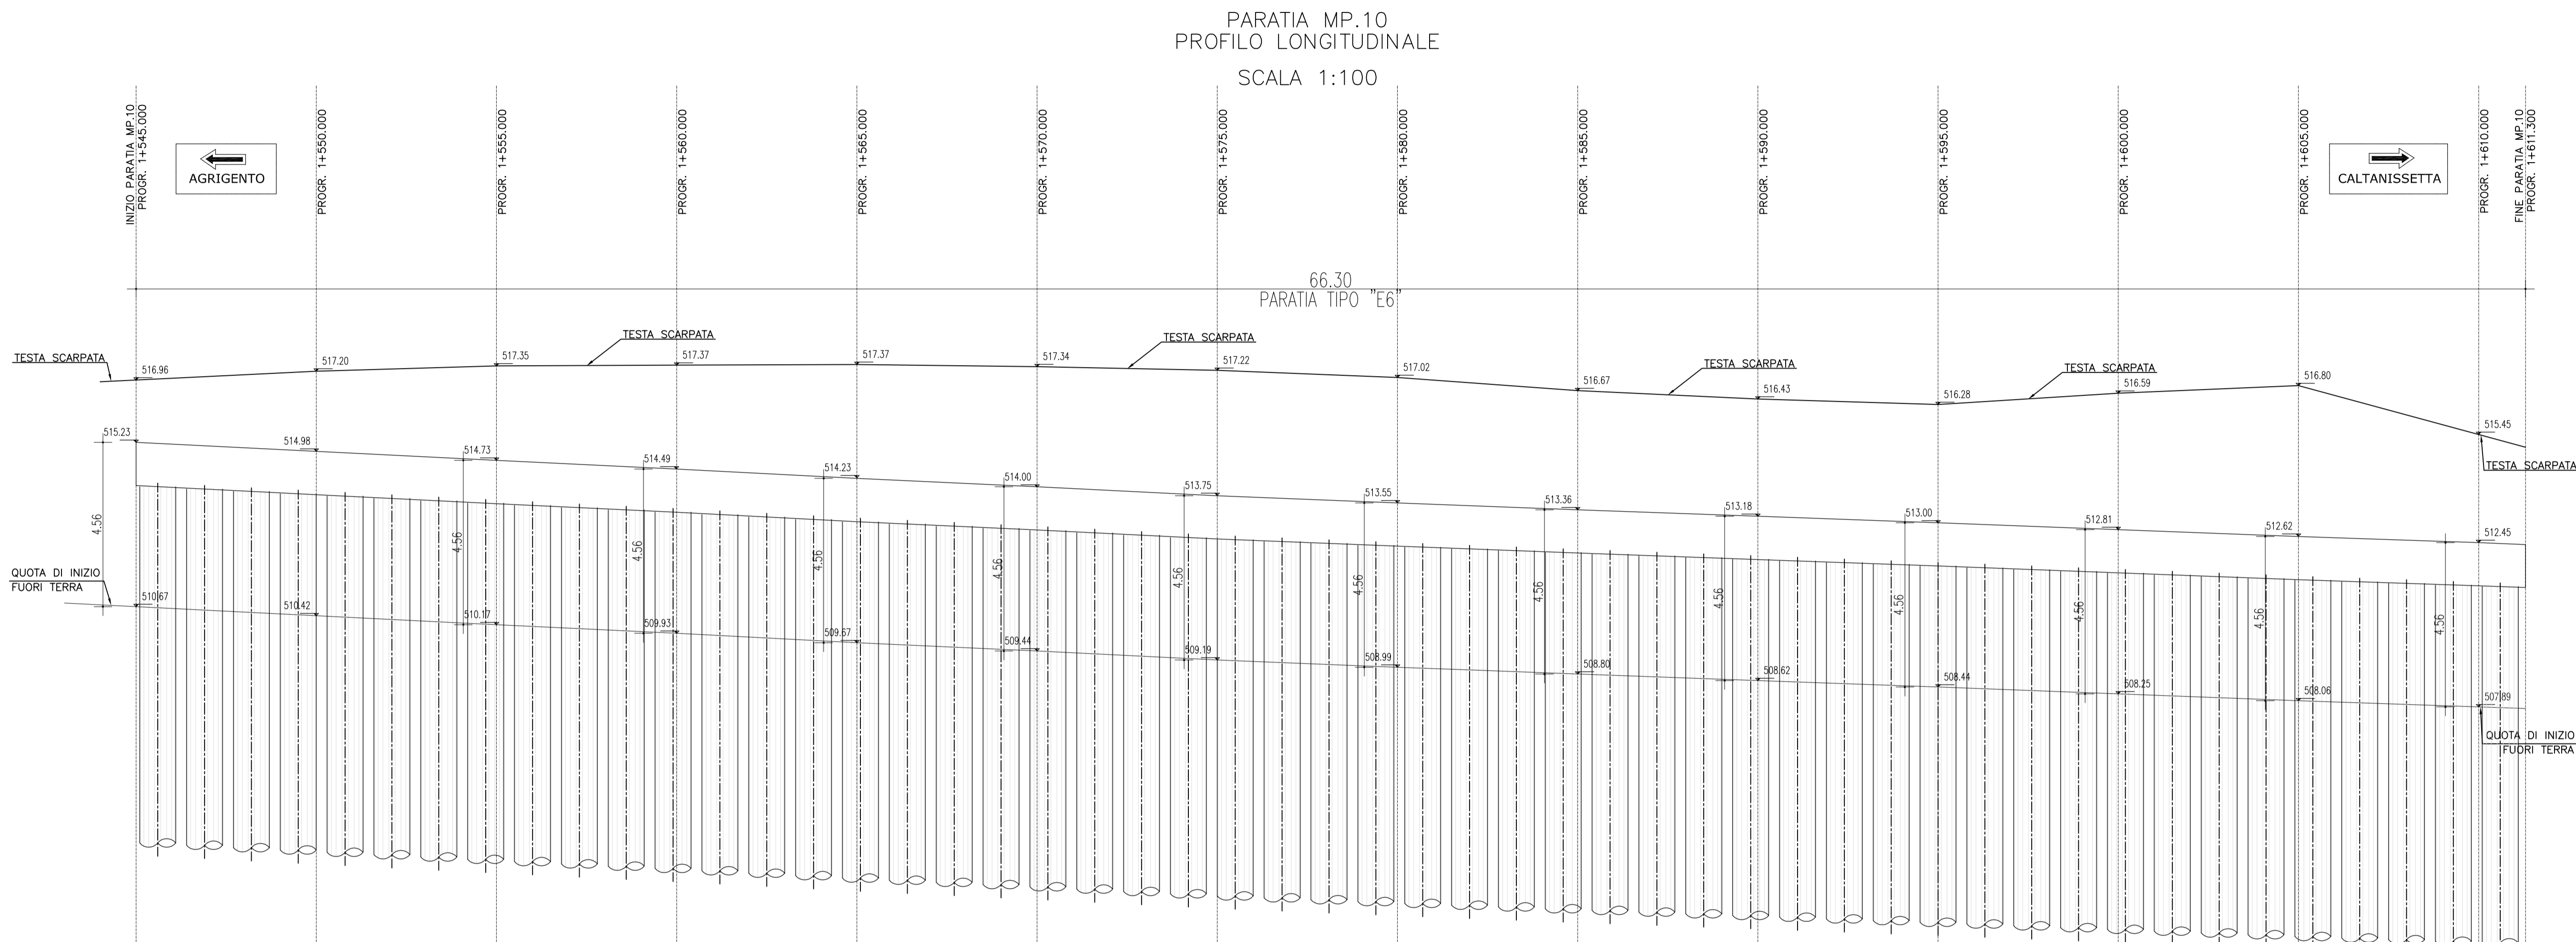 PARATIA MP.10
PROFILO LONGITUDINALE
SCALA 1:100
INIZIO PARATIA MP.10
PROGR. 1+545.000
PROGR. 1+550.000
PROGR. 1+555.000
PROGR. 1+560.000
PROGR. 1+565.000
PROGR. 1+570.000
PROGR. 1+575.000
PROGR. 1+580.000
PROGR. 1+585.000
PROGR. 1+590.000
PROGR. 1+595.000
PROGR. 1+600.000
PROGR. 1+605.000
PROGR. 1+610.000
FINE PARATIA MP.10
PROGR. 1+611.300
AGRIGENTO
CALTANISSETTA
66.30
PARATIA TIPO "E6"
TESTA SCARPATA
TESTA SCARPATA
TESTA SCARPATA
TESTA SCARPATA
TESTA SCARPATA
TESTA SCARPATA
516.96
517.20
517.35
517.37
517.37
517.34
517.22
517.02
516.67
516.43
516.28
516.59
516.80
515.45
515.23
514.98
514.73
514.49
514.23
514.00
513.75
513.55
513.36
513.18
513.00
512.81
512.62
512.45
4.56
4.56
4.56
4.56
4.56
4.56
4.56
4.56
4.56
4.56
4.56
4.56
4.56
QUOTA DI INIZIO
FUORI TERRA
510.67
510.42
510.17
509.93
509.67
509.44
509.19
508.99
508.80
508.62
508.44
508.25
508.06
507.89
QUOTA DI INIZIO
FUORI TERRA